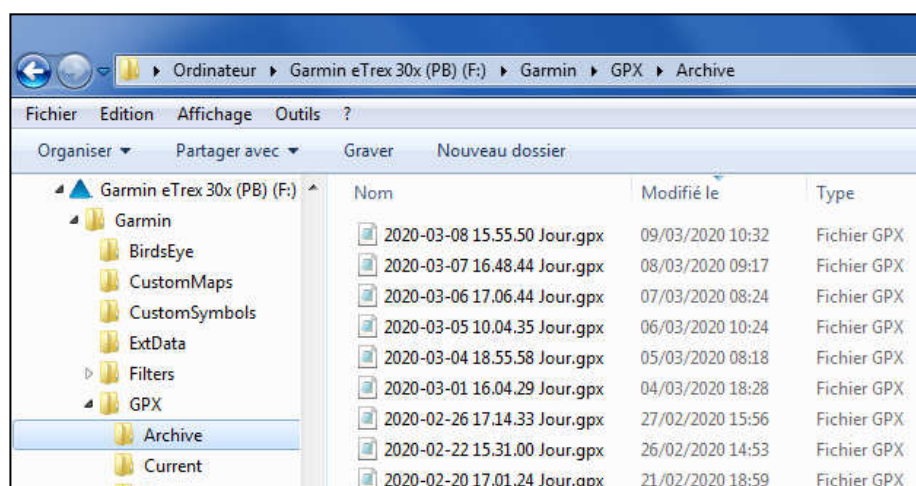 Ordinateur ▸ Garmin eTrex 30x (PB) (F:) ▸ Garmin ▸ GPX ▸ Archive
Fichier Edition Affichage Outils ?
Organiser Partager avec Graver Nouveau dossier
Garmin eTrex 30x (PB) (F:)
Garmin
BirdsEye
CustomMaps
CustomSymbols
ExtData
Filters
GPX
Archive
Current
Nom Modifié le Type
2020-03-08 15.55.50 Jour.gpx 09/03/2020 10:32 Fichier GPX
2020-03-07 16.48.44 Jour.gpx 08/03/2020 09:17 Fichier GPX
2020-03-06 17.06.44 Jour.gpx 07/03/2020 08:24 Fichier GPX
2020-03-05 10.04.35 Jour.gpx 06/03/2020 10:24 Fichier GPX
2020-03-04 18.55.58 Jour.gpx 05/03/2020 08:18 Fichier GPX
2020-03-01 16.04.29 Jour.gpx 04/03/2020 18:28 Fichier GPX
2020-02-26 17.14.33 Jour.gpx 27/02/2020 15:56 Fichier GPX
2020-02-22 15.31.00 Jour.gpx 26/02/2020 14:53 Fichier GPX
2020-02-20 17.01.24 Jour.gpx 21/02/2020 18:59 Fichier GPX